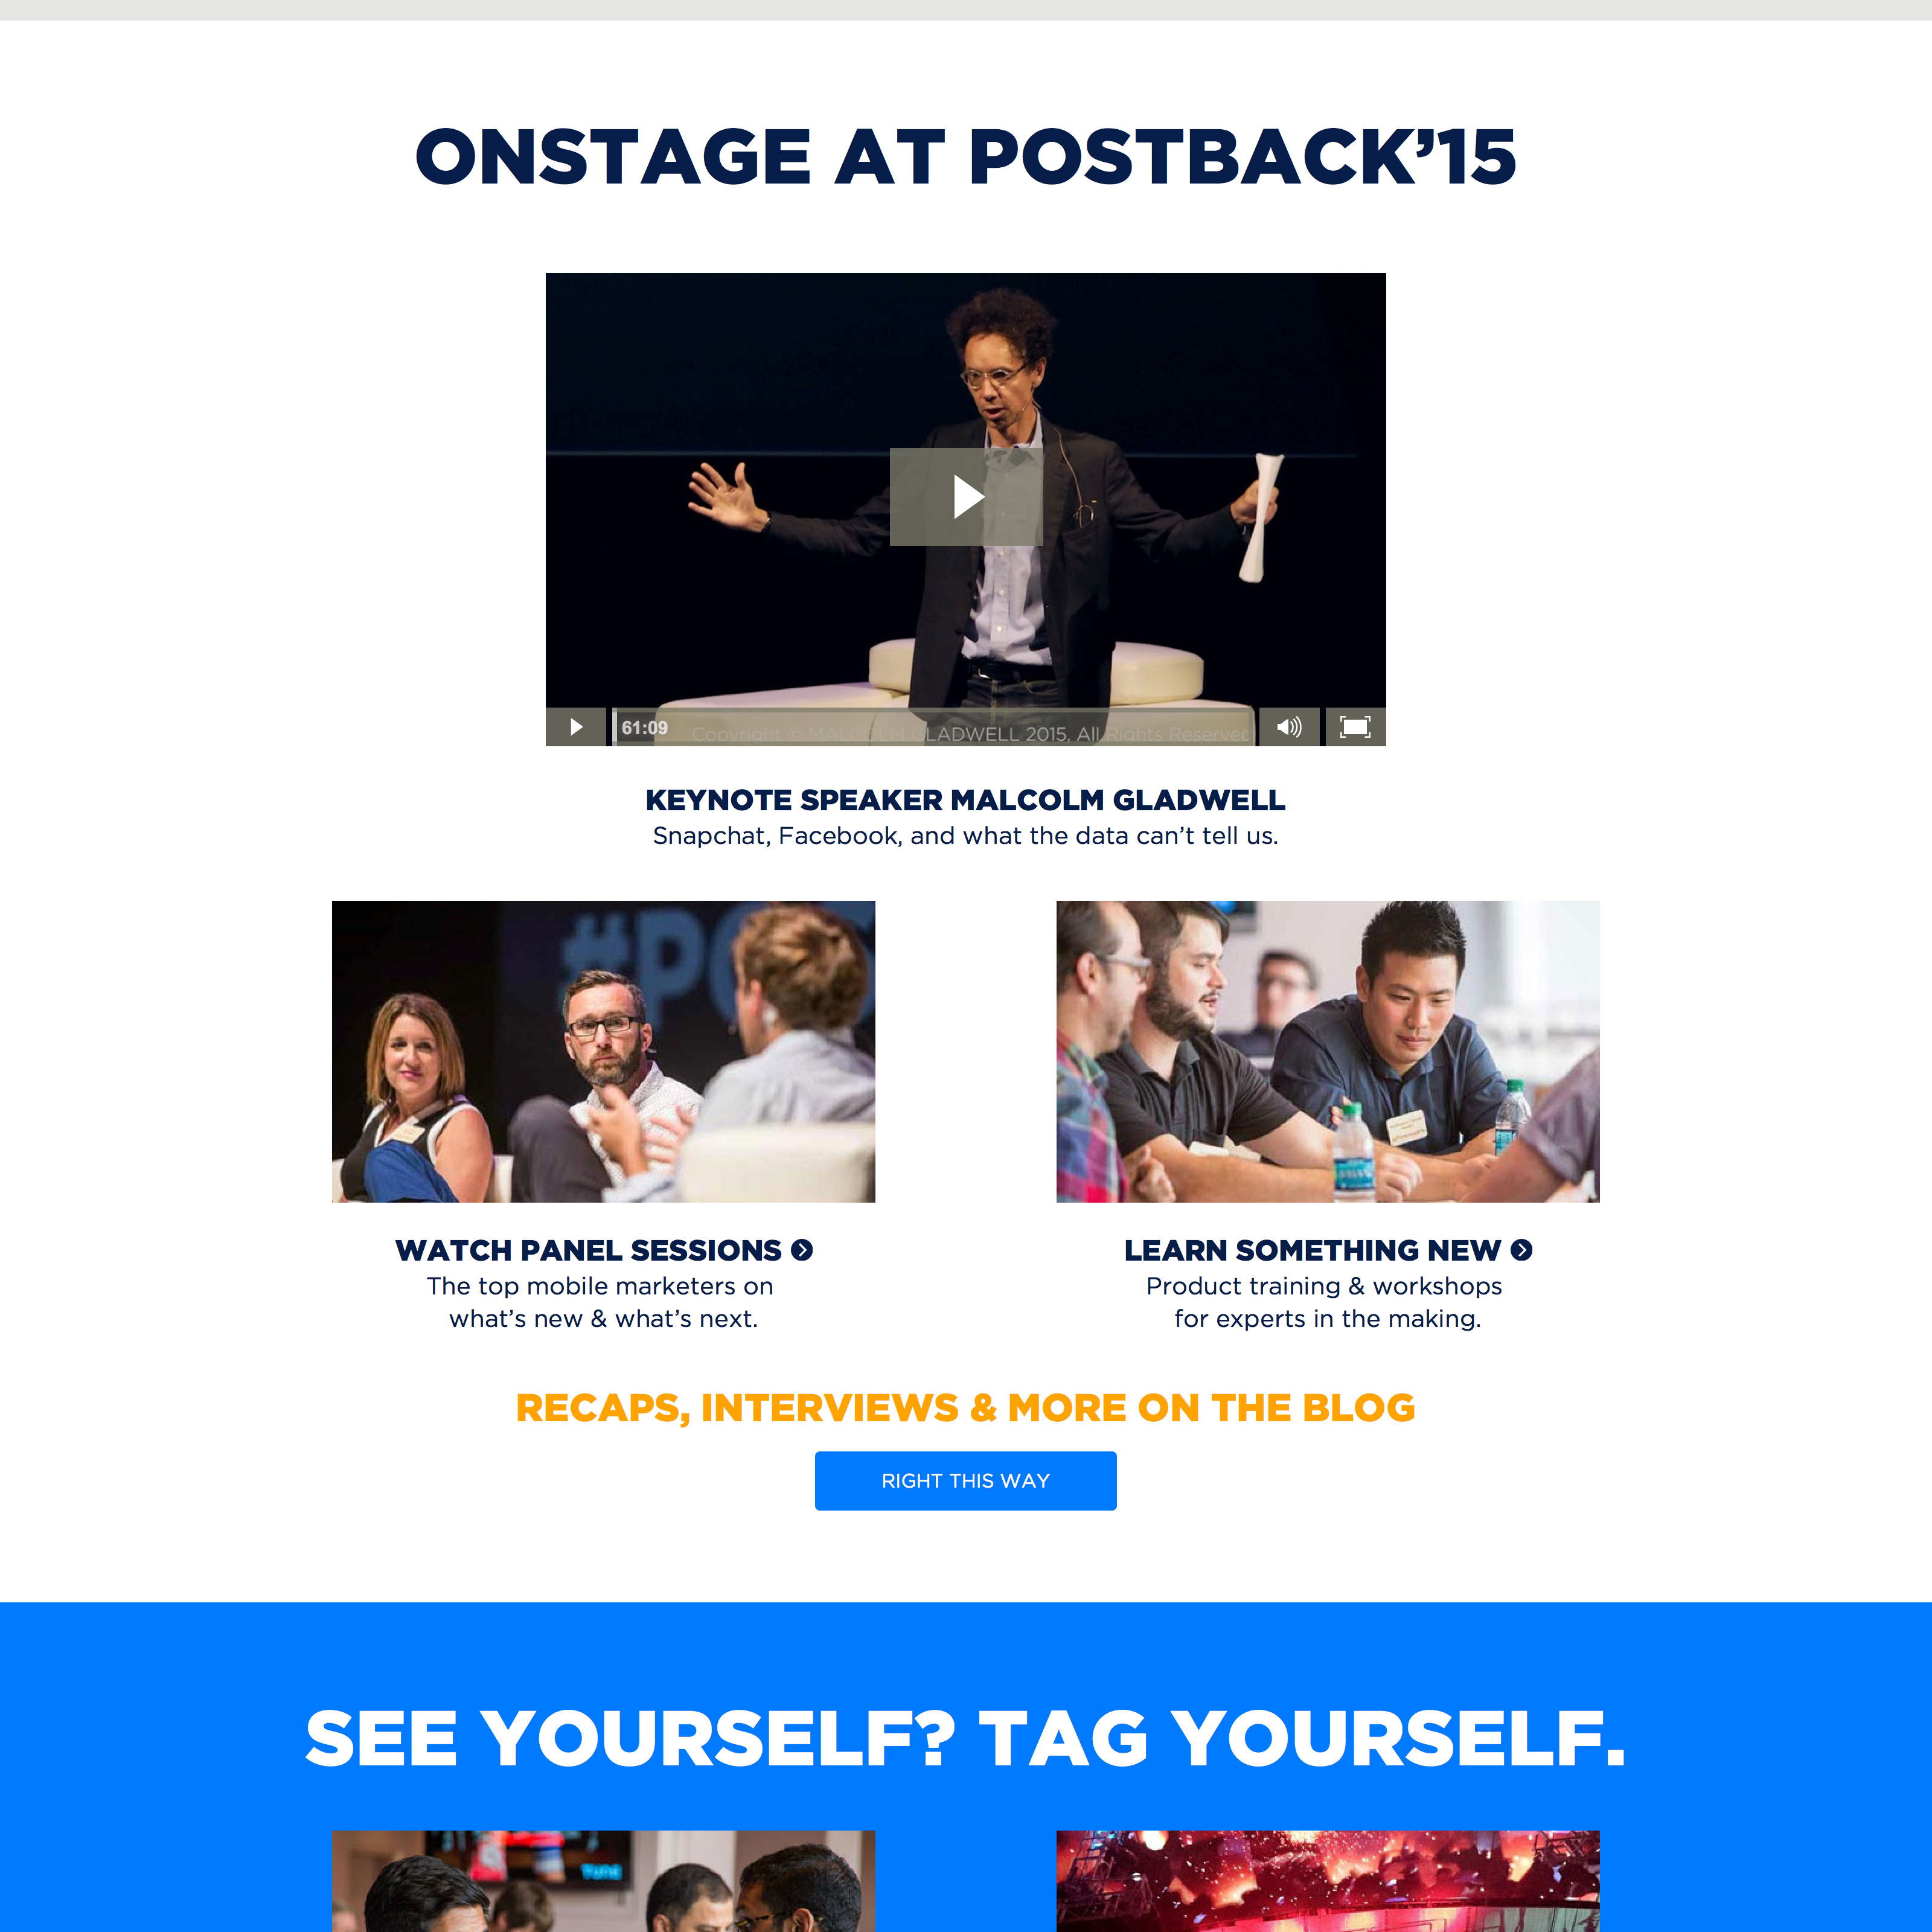 ONSTAGE AT POSTBACK’15
#PO
61:09
Copyright © MALCOLM GLADWELL 2015, All Rights Reserved
KEYNOTE SPEAKER MALCOLM GLADWELL
Snapchat, Facebook, and what the data can’t tell us.
WATCH PANEL SESSIONS
The top mobile marketers on
what’s new & what’s next.
LEARN SOMETHING NEW
Product training & workshops
for experts in the making.
RECAPS, INTERVIEWS & MORE ON THE BLOG
RIGHT THIS WAY
SEE YOURSELF? TAG YOURSELF.
TUNE